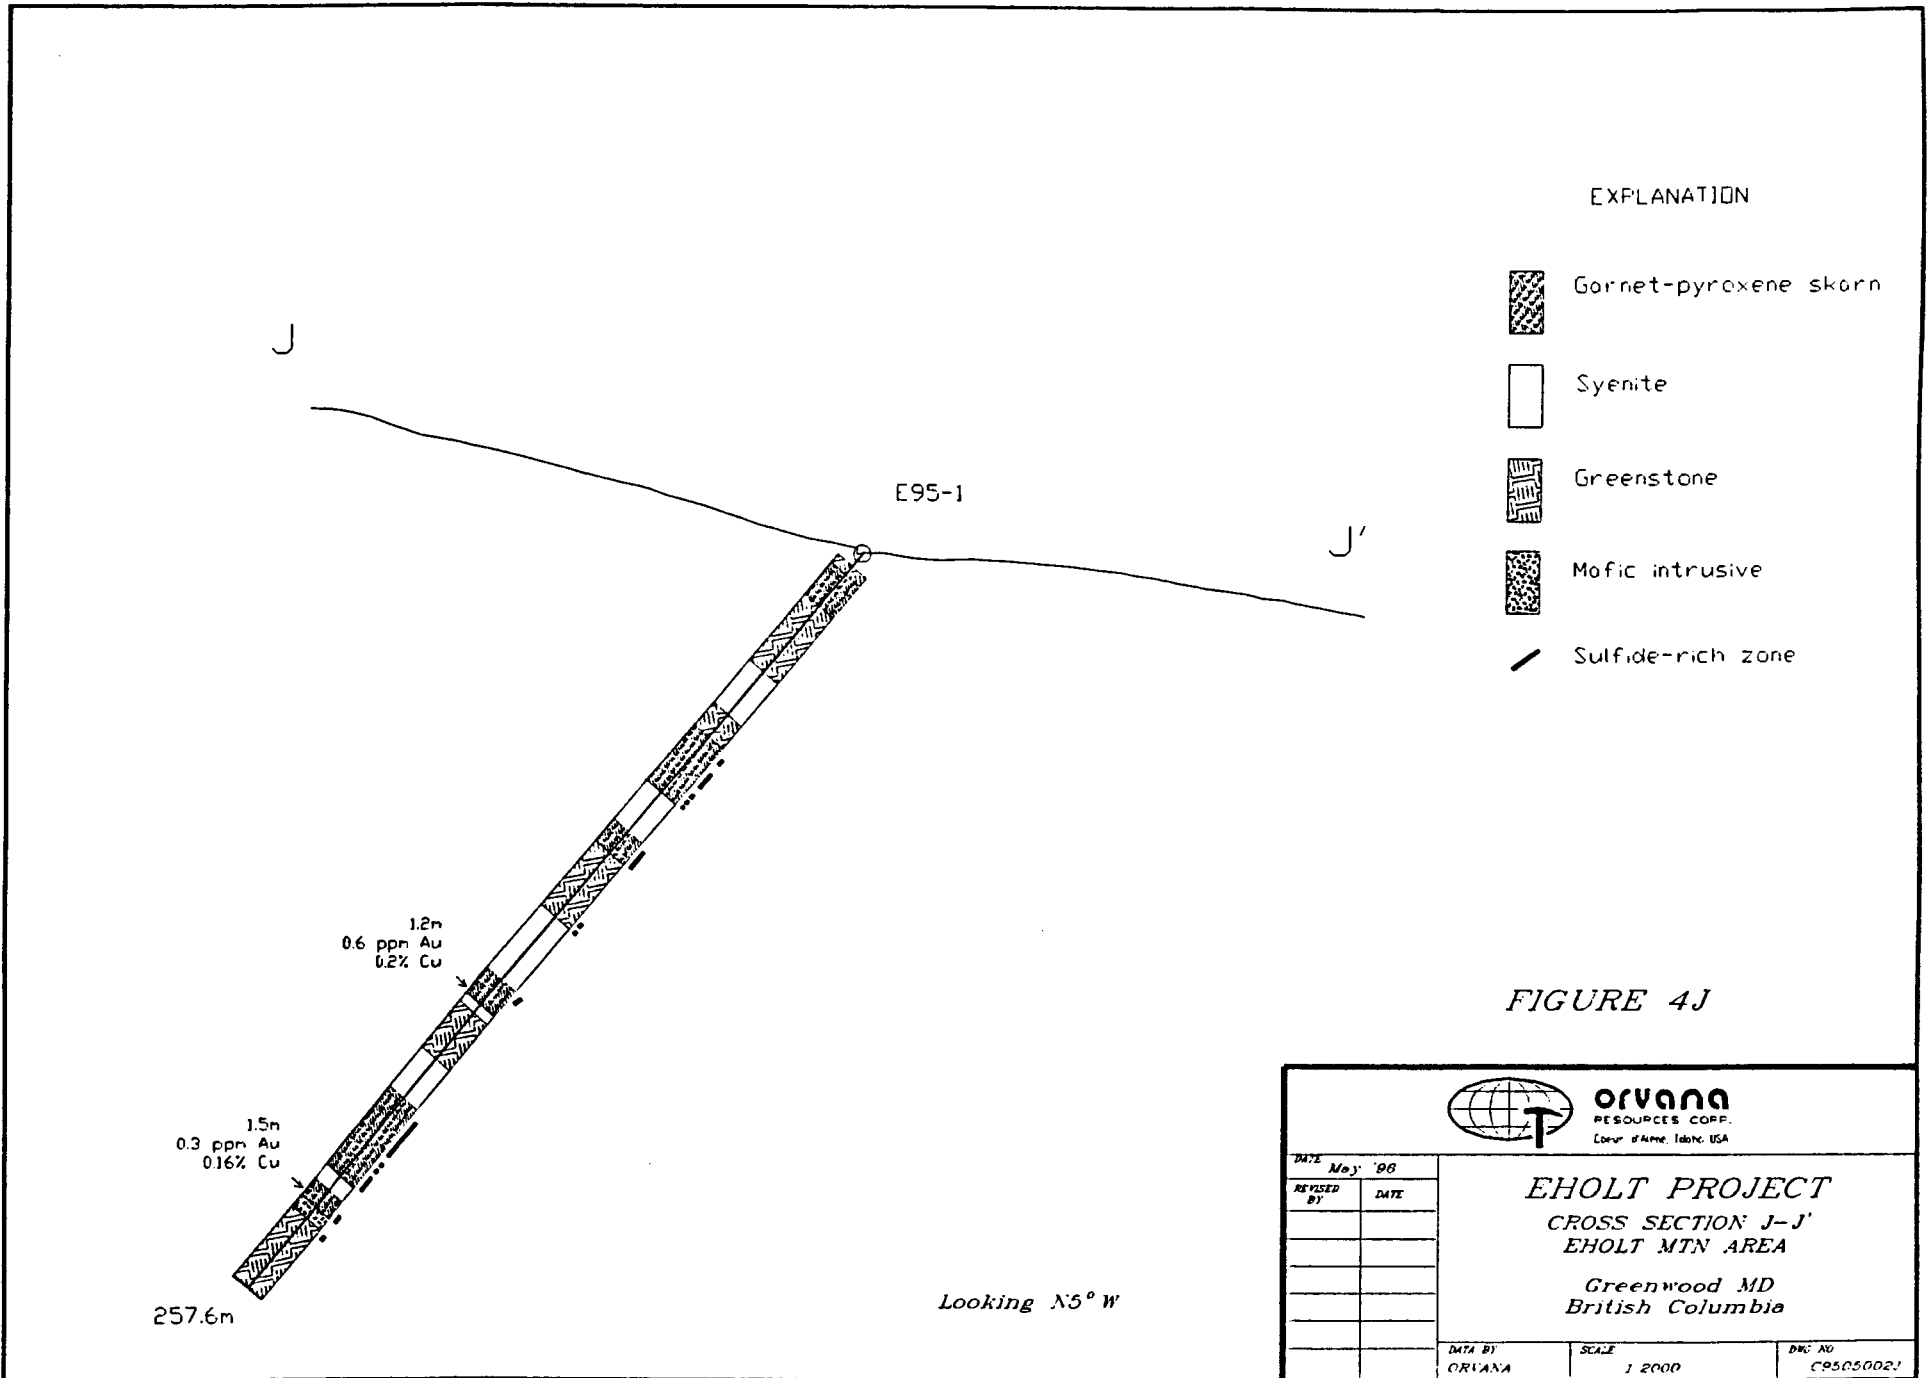 EXPLANATION
Garnet-pyroxene skarn
Syenite
Greenstone
Mafic intrusive
Sulfide-rich zone
J
E95-1
J'
1.2m
0.6 ppm Au
0.2% Cu
1.5m
0.3 ppm Au
0.16% Cu
257.6m
Looking N5° W
FIGURE 4J
orvana
RESOURCES CORP.
Coeur d'Alene, Idaho, USA
DATE May '96
REVISED BY
DATE
EHOLT PROJECT
CROSS SECTION J-J'
EHOLT MTN AREA
Greenwood MD
British Columbia
DATA BY
ORVANA
SCALE
1 2000
DWG NO
C9505002J